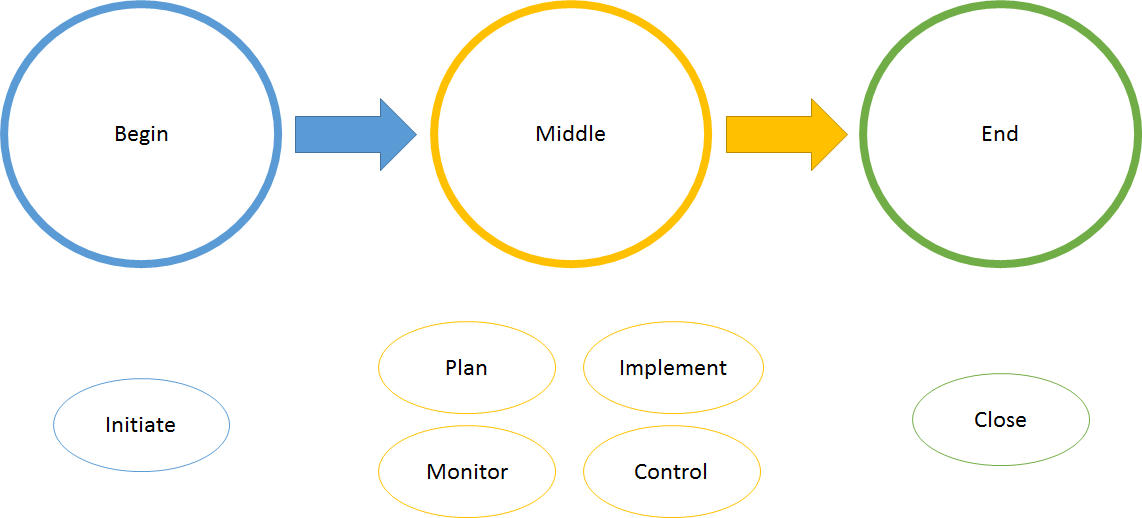 Begin
Middle
End
Plan
Implement
Initiate
Close
Monitor
Control